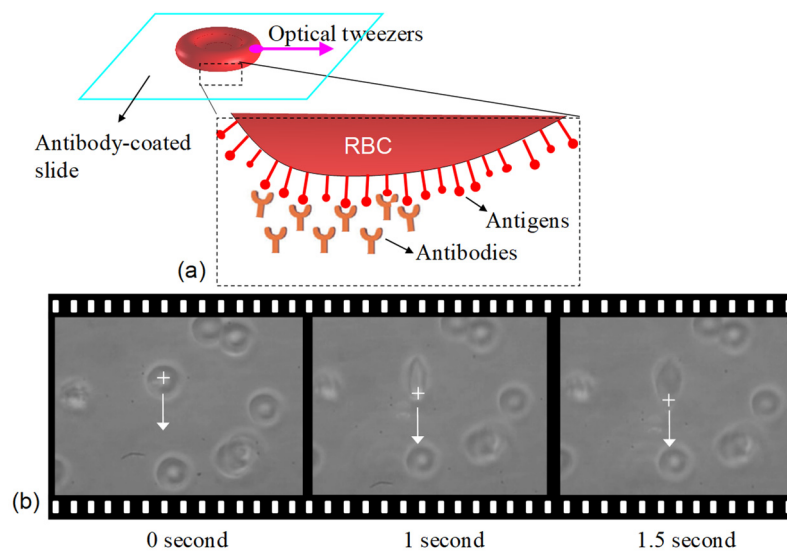 Optical tweezers
Antibody-coated
slide
RBC
Antigens
Antibodies
(a)
(b)
0 second
1 second
1.5 second